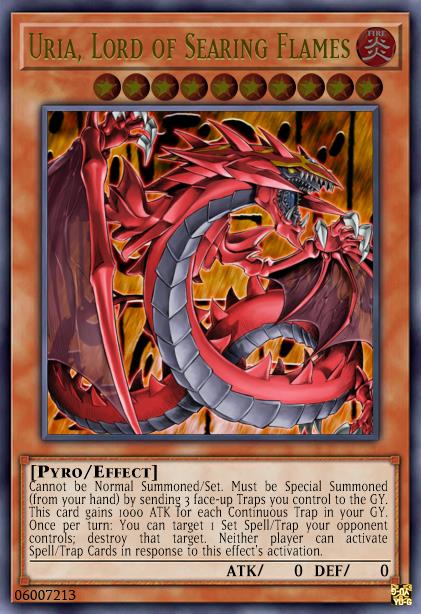 URIA, LORD OF SEARING FLAMES
FIRE
炎
[PYRO/EFFECT]
Cannot be Normal Summoned/Set. Must be Special Summoned
(from your hand) by sending 3 face-up Traps you control to the GY.
This card gains 1000 ATK for each Continuous Trap in your GY.
Once per turn: You can target 1 Set Spell/Trap your opponent
controls; destroy that target. Neither player can activate
Spell/Trap Cards in response to this effect's activation.
ATK/ 0 DEF/ 0
06007213